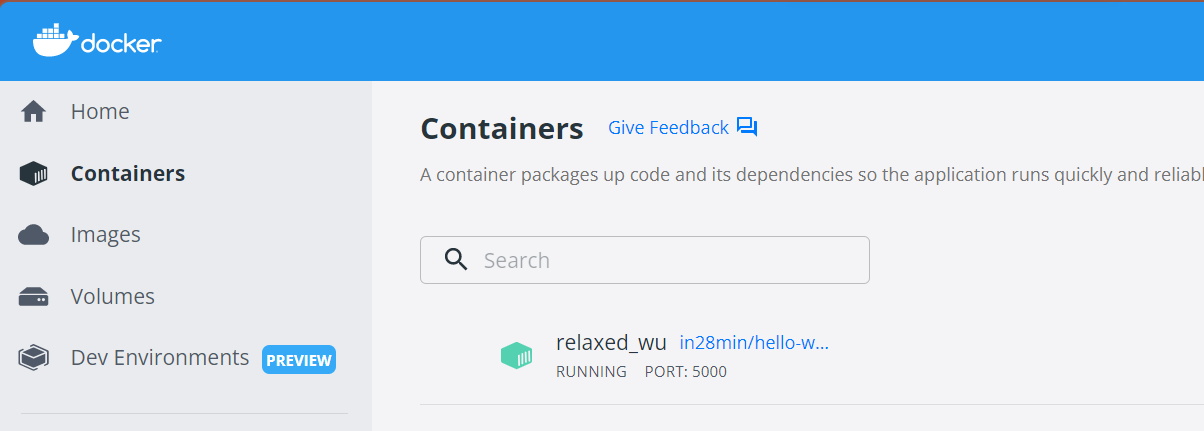 docker
Home
Containers
Images
Volumes
Dev Environments PREVIEW
Containers Give Feedback
A container packages up code and its dependencies so the application runs quickly and reliabl
Search
relaxed_wu in28min/hello-w...
RUNNING PORT: 5000